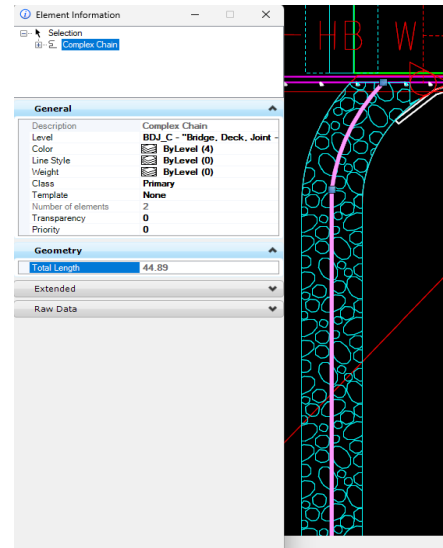 Element Information
Selection
Complex Chain
General
Description Complex Chain
Level BDJ_C - "Bridge, Deck, Joint -
Color ByLevel (4)
Line Style ByLevel (0)
Weight ByLevel (0)
Class Primary
Template None
Number of elements 2
Transparency 0
Priority 0
Geometry
Total Length 44.89
Extended
Raw Data
HB W